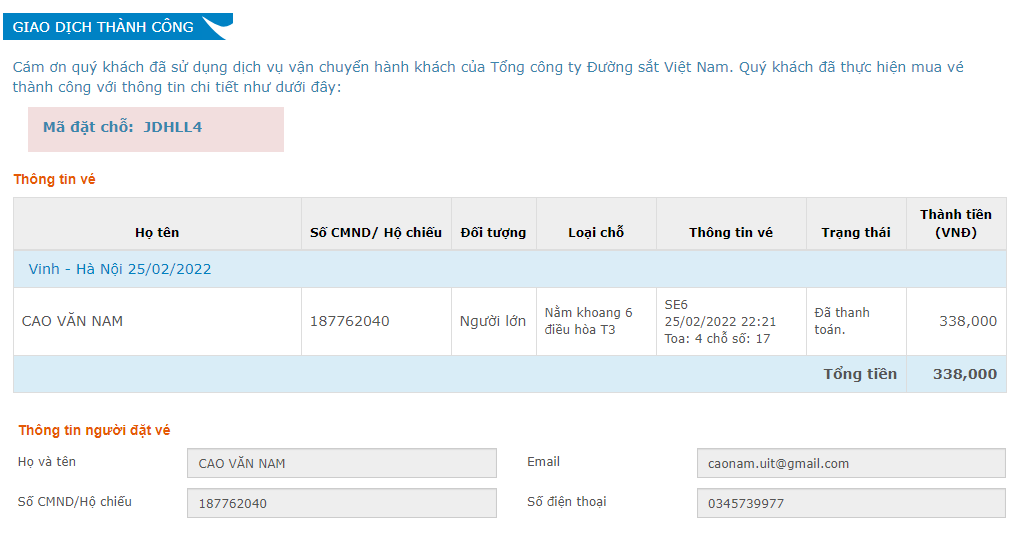 GIAO DỊCH THÀNH CÔNG
Cám ơn quý khách đã sử dụng dịch vụ vận chuyển hành khách của Tổng công ty Đường sắt Việt Nam. Quý khách đã thực hiện mua vé
thành công với thông tin chi tiết như dưới đây:
Mã đặt chỗ: JDHLL4
Thông tin vé
Họ tên Số CMND/ Hộ chiếu Đối tượng Loại chỗ Thông tin vé Trạng thái Thành tiền
(VNĐ)
Vinh - Hà Nội 25/02/2022
CAO VĂN NAM 187762040 Người lớn Nằm khoang 6
điều hòa T3
SE6
25/02/2022 22:21
Toa: 4 chỗ số: 17
Đã thanh
toán.
338,000
Tổng tiền 338,000
Thông tin người đặt vé
Họ và tên CAO VĂN NAM Email caonam.uit@gmail.com
Số CMND/Hộ chiếu 187762040 Số điện thoại 0345739977